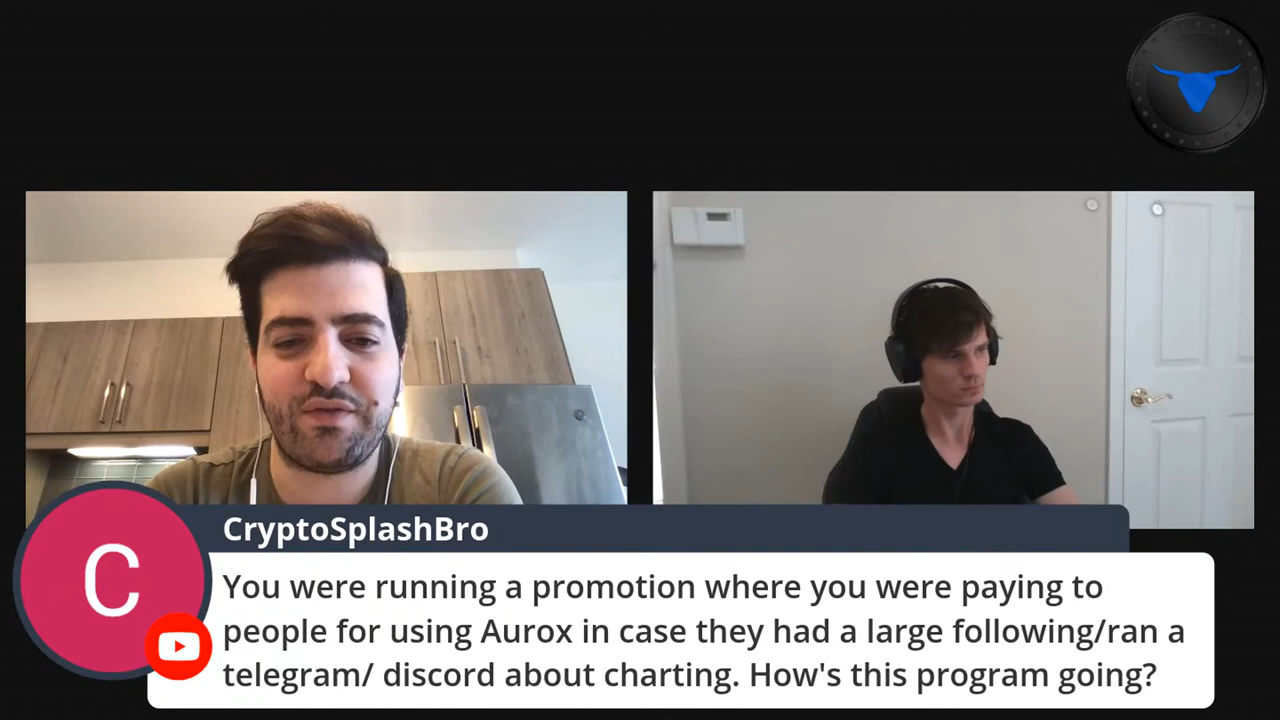 C
CryptoSplashBro
You were running a promotion where you were paying to
people for using Aurox in case they had a large following/ran a
telegram/ discord about charting. How's this program going?